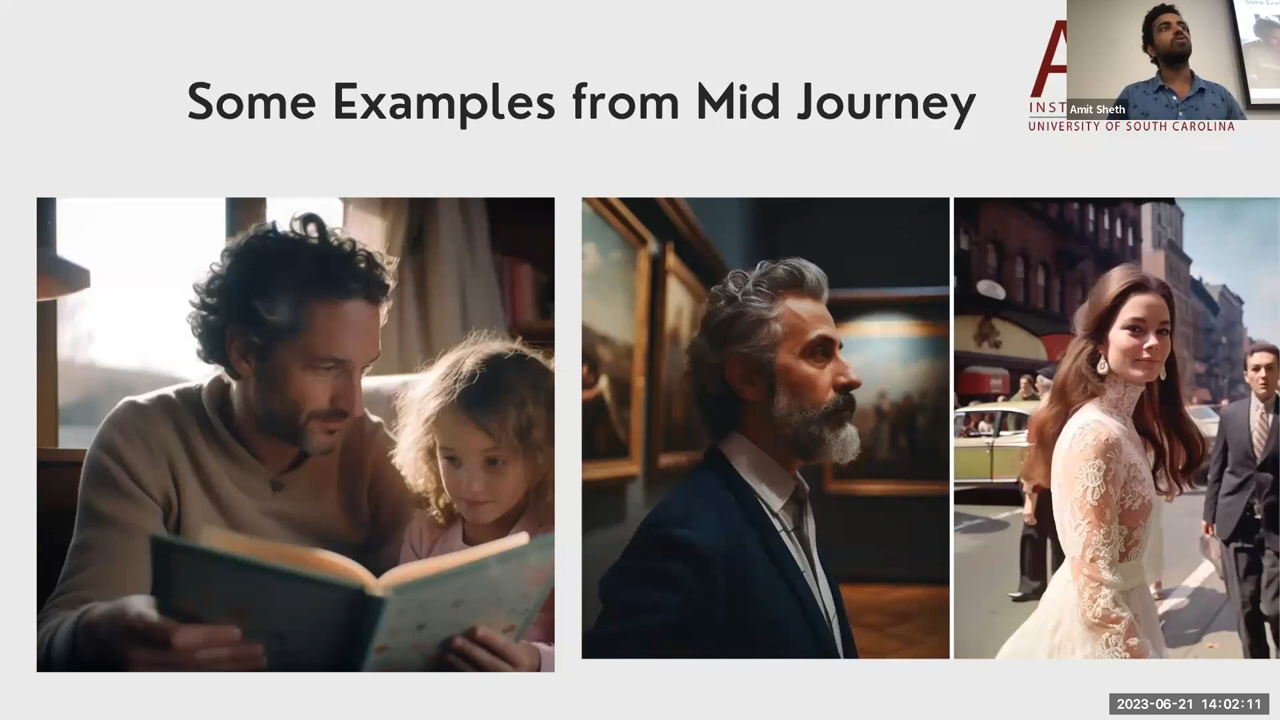 Some Examples from Mid Journey
A
INST
Amit Sheth
UNIVERSITY OF SOUTH CAROLINA
2023-06-21 14:02:11